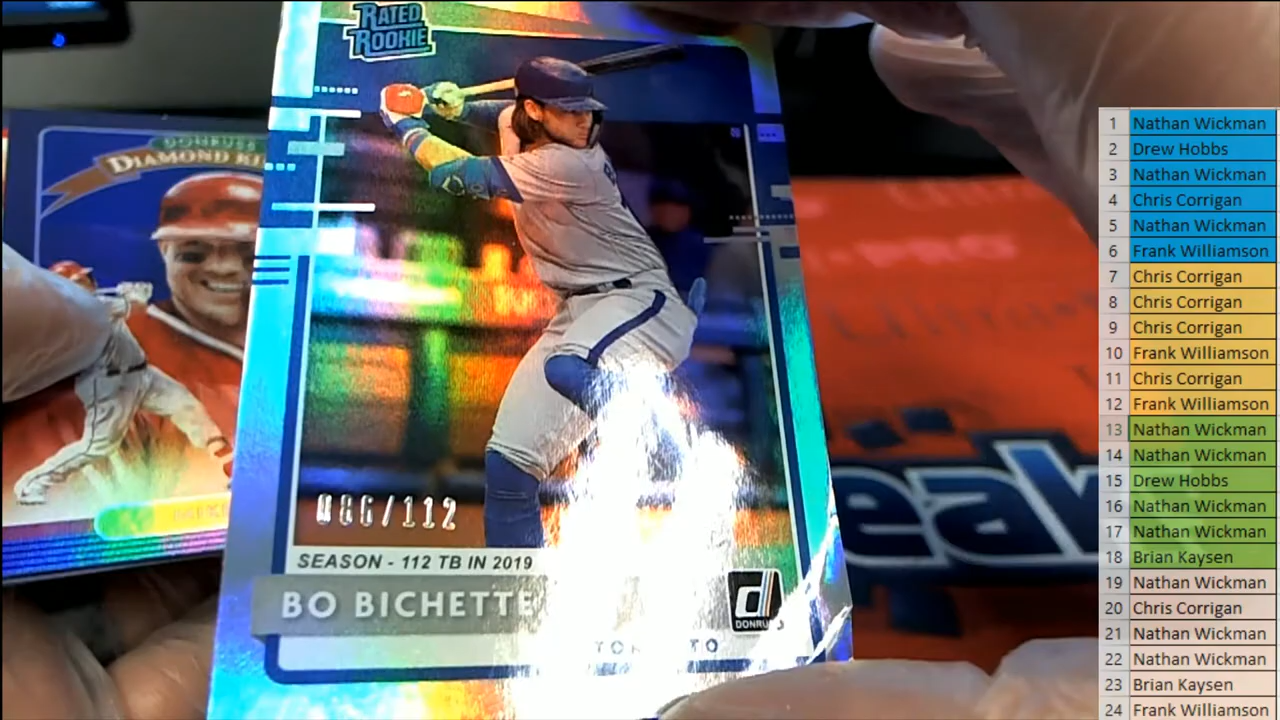 RATED
ROOKIE
DONRUSS
DIAMOND KI
086/112
SEASON - 112 TB IN 2019
BO BICHETTE
d
DONRUSS
TO
eak
1 Nathan Wickman
2 Drew Hobbs
3 Nathan Wickman
4 Chris Corrigan
5 Nathan Wickman
6 Frank Williamson
7 Chris Corrigan
8 Chris Corrigan
9 Chris Corrigan
10 Frank Williamson
11 Chris Corrigan
12 Frank Williamson
13 Nathan Wickman
14 Nathan Wickman
15 Drew Hobbs
16 Nathan Wickman
17 Nathan Wickman
18 Brian Kaysen
19 Nathan Wickman
20 Chris Corrigan
21 Nathan Wickman
22 Nathan Wickman
23 Brian Kaysen
24 Frank Williamson